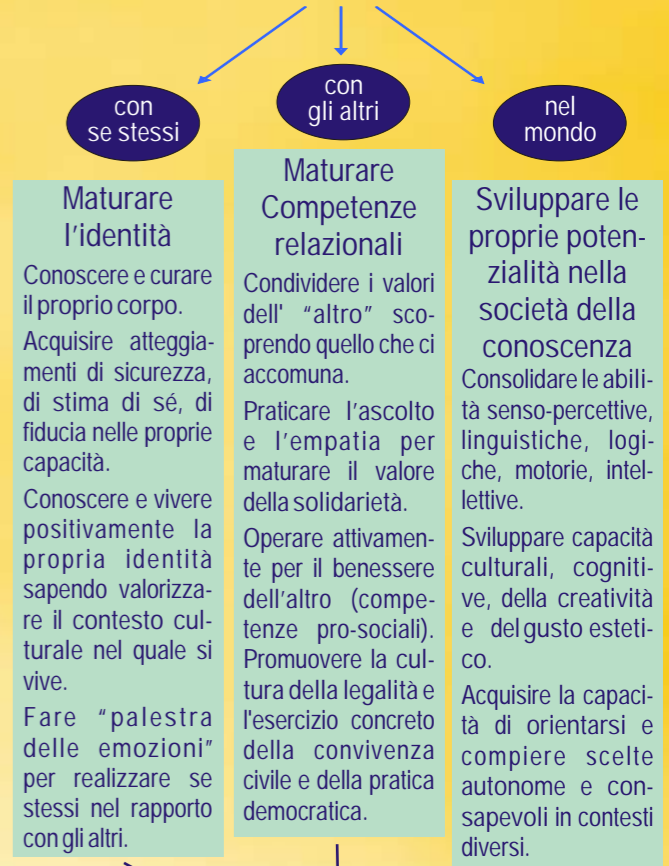 con
se stessi
Maturare
l'identità
Conoscere e curare
il proprio corpo.
Acquisire atteggia-
menti di sicurezza,
di stima di sé, di
fiducia nelle proprie
capacità.
Conoscere e vivere
positivamente la
propria identità
sapendo valorizza-
re il contesto cul-
turale nel quale si
vive.
Fare "palestra
delle emozioni"
per realizzare se
stessi nel rapporto
con gli altri.
con
gli altri
Maturare
Competenze
relazionali
Condividere i valori
dell' "altro" sco-
prendo quello che ci
accomuna.
Praticare l'ascolto
e l'empatia per
maturare il valore
della solidarietà.
Operare attivamen-
te per il benessere
dell'altro (compe-
tenze pro-sociali).
Promuovere la cul-
tura della legalità e
l'esercizio concreto
della convivenza
civile e della pratica
democratica.
nel
mondo
Sviluppare le
proprie poten-
zialità nella
società della
conoscenza
Consolidare le abili-
tà senso-percettive,
linguistiche, logi-
che, motorie, intel-
lettive.
Sviluppare capacità
culturali, cogniti-
ve, della creatività
e del gusto esteti-
co.
Acquisire la capaci-
tà di orientarsi e
compiere scelte
autonome e con-
sapevoli in contesti
diversi.